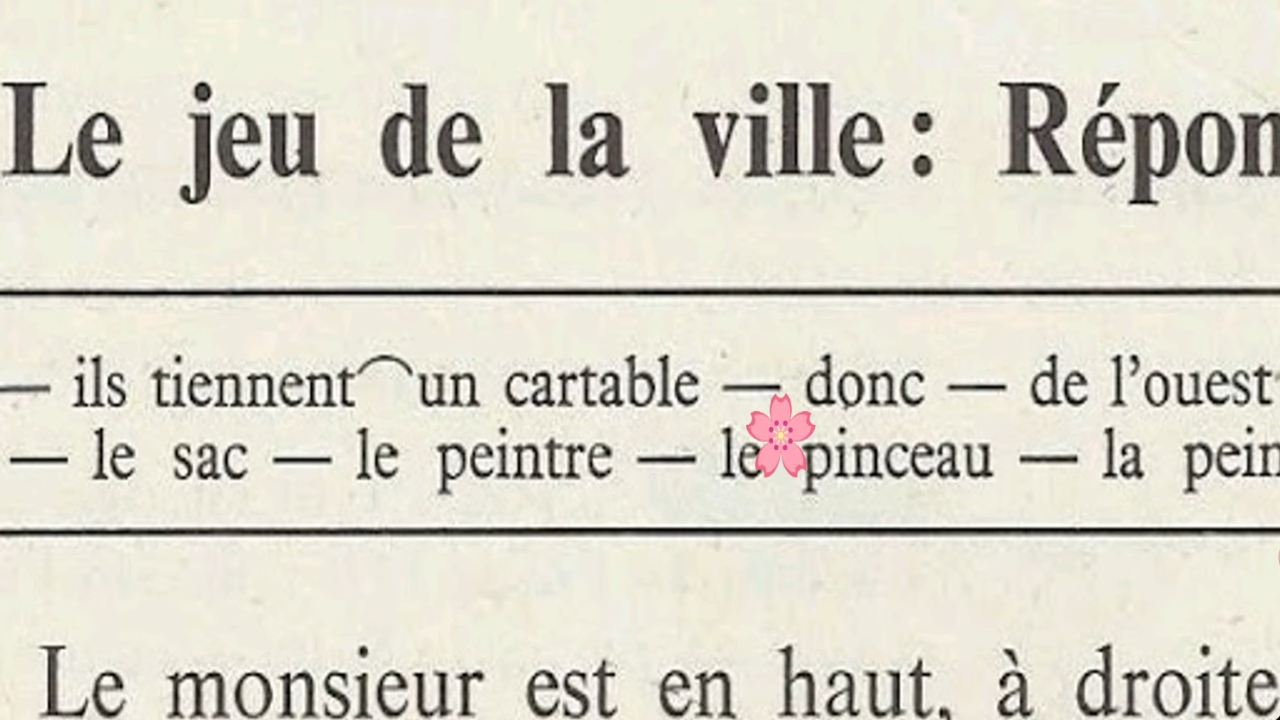 Le jeu de la ville : Répon
— ils tiennent‿un cartable — donc — de l'ouest
— le sac — le peintre — le pinceau — la pein
Le monsieur est en haut, à droite